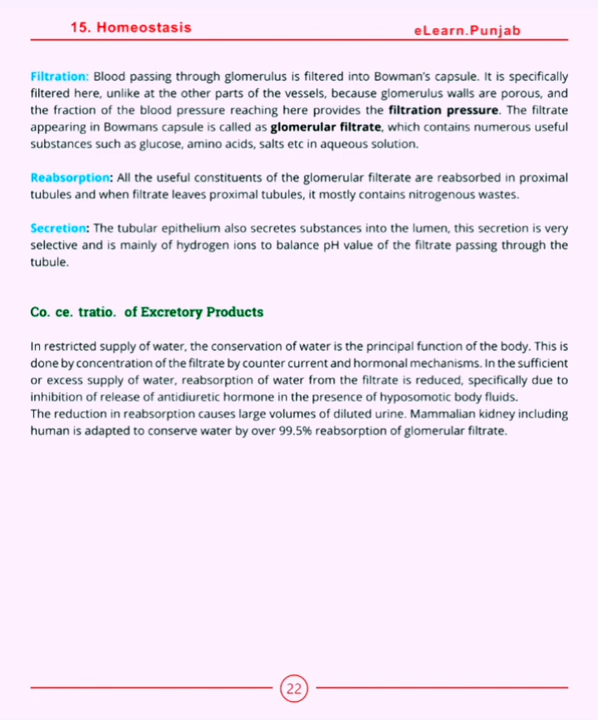 15. Homeostasis
eLearn.Punjab
Filtration: Blood passing through glomerulus is filtered into Bowman's capsule. It is specifically
filtered here, unlike at the other parts of the vessels, because glomerulus walls are porous, and
the fraction of the blood pressure reaching here provides the filtration pressure. The filtrate
appearing in Bowmans capsule is called as glomerular filtrate, which contains numerous useful
substances such as glucose, amino acids, salts etc in aqueous solution.
Reabsorption: All the useful constituents of the glomerular filterate are reabsorbed in proximal
tubules and when filtrate leaves proximal tubules, it mostly contains nitrogenous wastes.
Secretion: The tubular epithelium also secretes substances into the lumen, this secretion is very
selective and is mainly of hydrogen ions to balance pH value of the filtrate passing through the
tubule.
Co. ce. tratio. of Excretory Products
In restricted supply of water, the conservation of water is the principal function of the body. This is
done by concentration of the filtrate by counter current and hormonal mechanisms. In the sufficient
or excess supply of water, reabsorption of water from the filtrate is reduced, specifically due to
inhibition of release of antidiuretic hormone in the presence of hyposomotic body fluids.
The reduction in reabsorption causes large volumes of diluted urine. Mammalian kidney including
human is adapted to conserve water by over 99.5% reabsorption of glomerular filtrate.
22